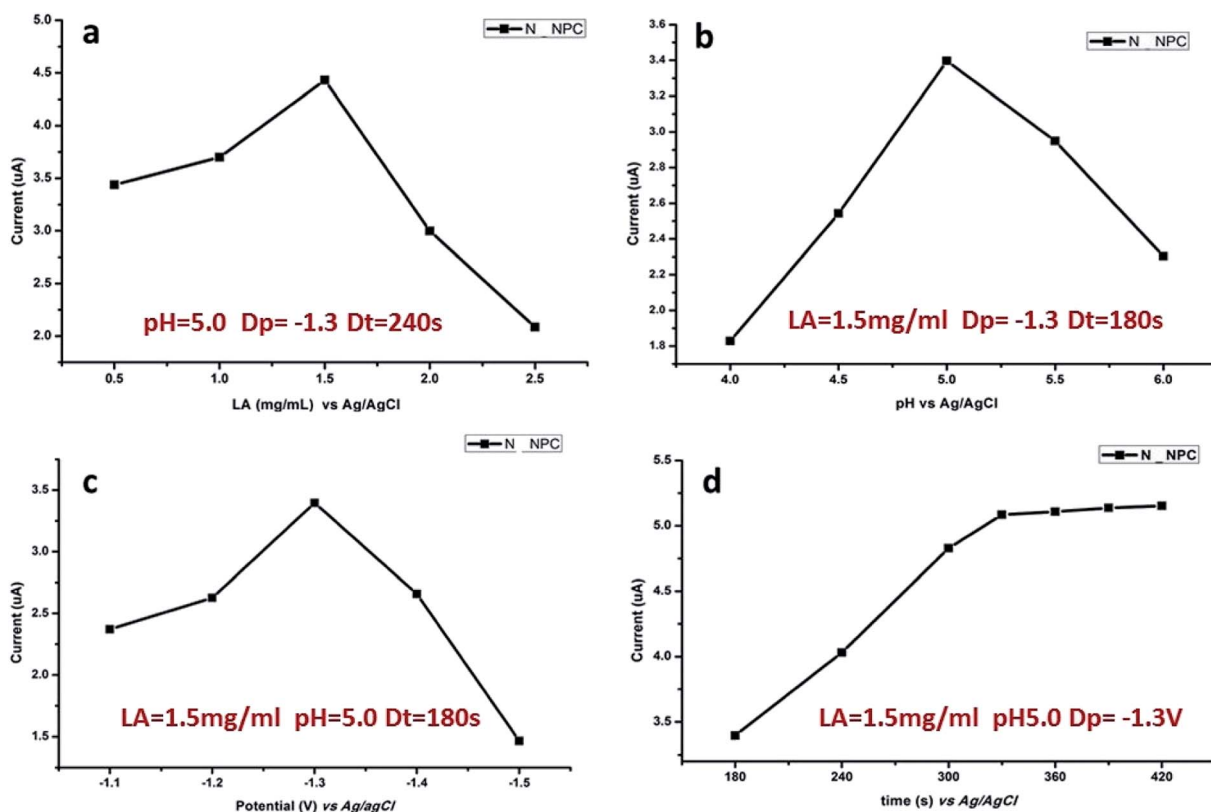 a
N _ NPC
5.0
4.5
4.0
3.5
3.0
2.5
2.0
Current (uA)
pH=5.0 Dp= -1.3 Dt=240s
0.5 1.0 1.5 2.0 2.5
LA (mg/mL) vs Ag/AgCl
b
N _ NPC
3.6
3.4
3.2
3.0
2.8
2.6
2.4
2.2
2.0
1.8
Current (uA)
LA=1.5mg/ml Dp= -1.3 Dt=180s
4.0 4.5 5.0 5.5 6.0
pH vs Ag/AgCl
c
N _ NPC
3.5
3.0
2.5
2.0
1.5
Current (uA)
LA=1.5mg/ml pH=5.0 Dt=180s
-1.1 -1.2 -1.3 -1.4 -1.5
Potential (V) vs Ag/agCl
d
N _ NPC
5.5
5.0
4.5
4.0
3.5
Current (uA)
LA=1.5mg/ml pH5.0 Dp= -1.3V
180 240 300 360 420
time (s) vs Ag/AgCl